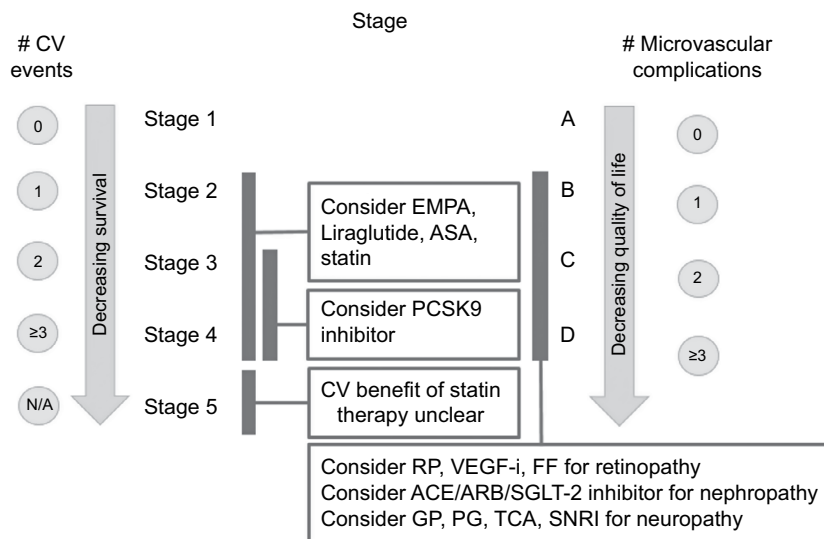 Stage
# CV
events
# Microvascular
complications
0
Stage 1
A
0
1
Stage 2
B
1
2
Stage 3
C
2
≥3
Stage 4
D
≥3
N/A
Stage 5
Decreasing survival
Decreasing quality of life
Consider EMPA,
Liraglutide, ASA,
statin
Consider PCSK9
inhibitor
CV benefit of statin
therapy unclear
Consider RP, VEGF-i, FF for retinopathy
Consider ACE/ARB/SGLT-2 inhibitor for nephropathy
Consider GP, PG, TCA, SNRI for neuropathy